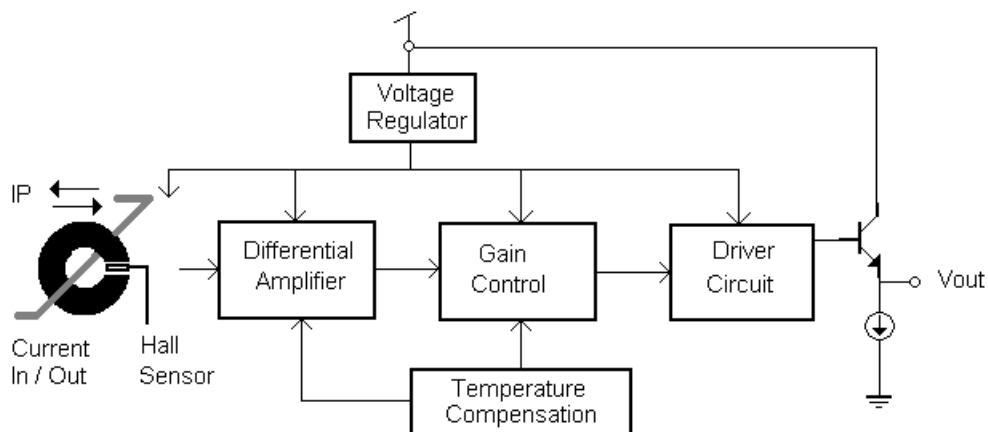 Voltage
Regulator
IP
Differential
Amplifier
Gain
Control
Driver
Circuit
Vout
Current
In / Out
Hall
Sensor
Temperature
Compensation